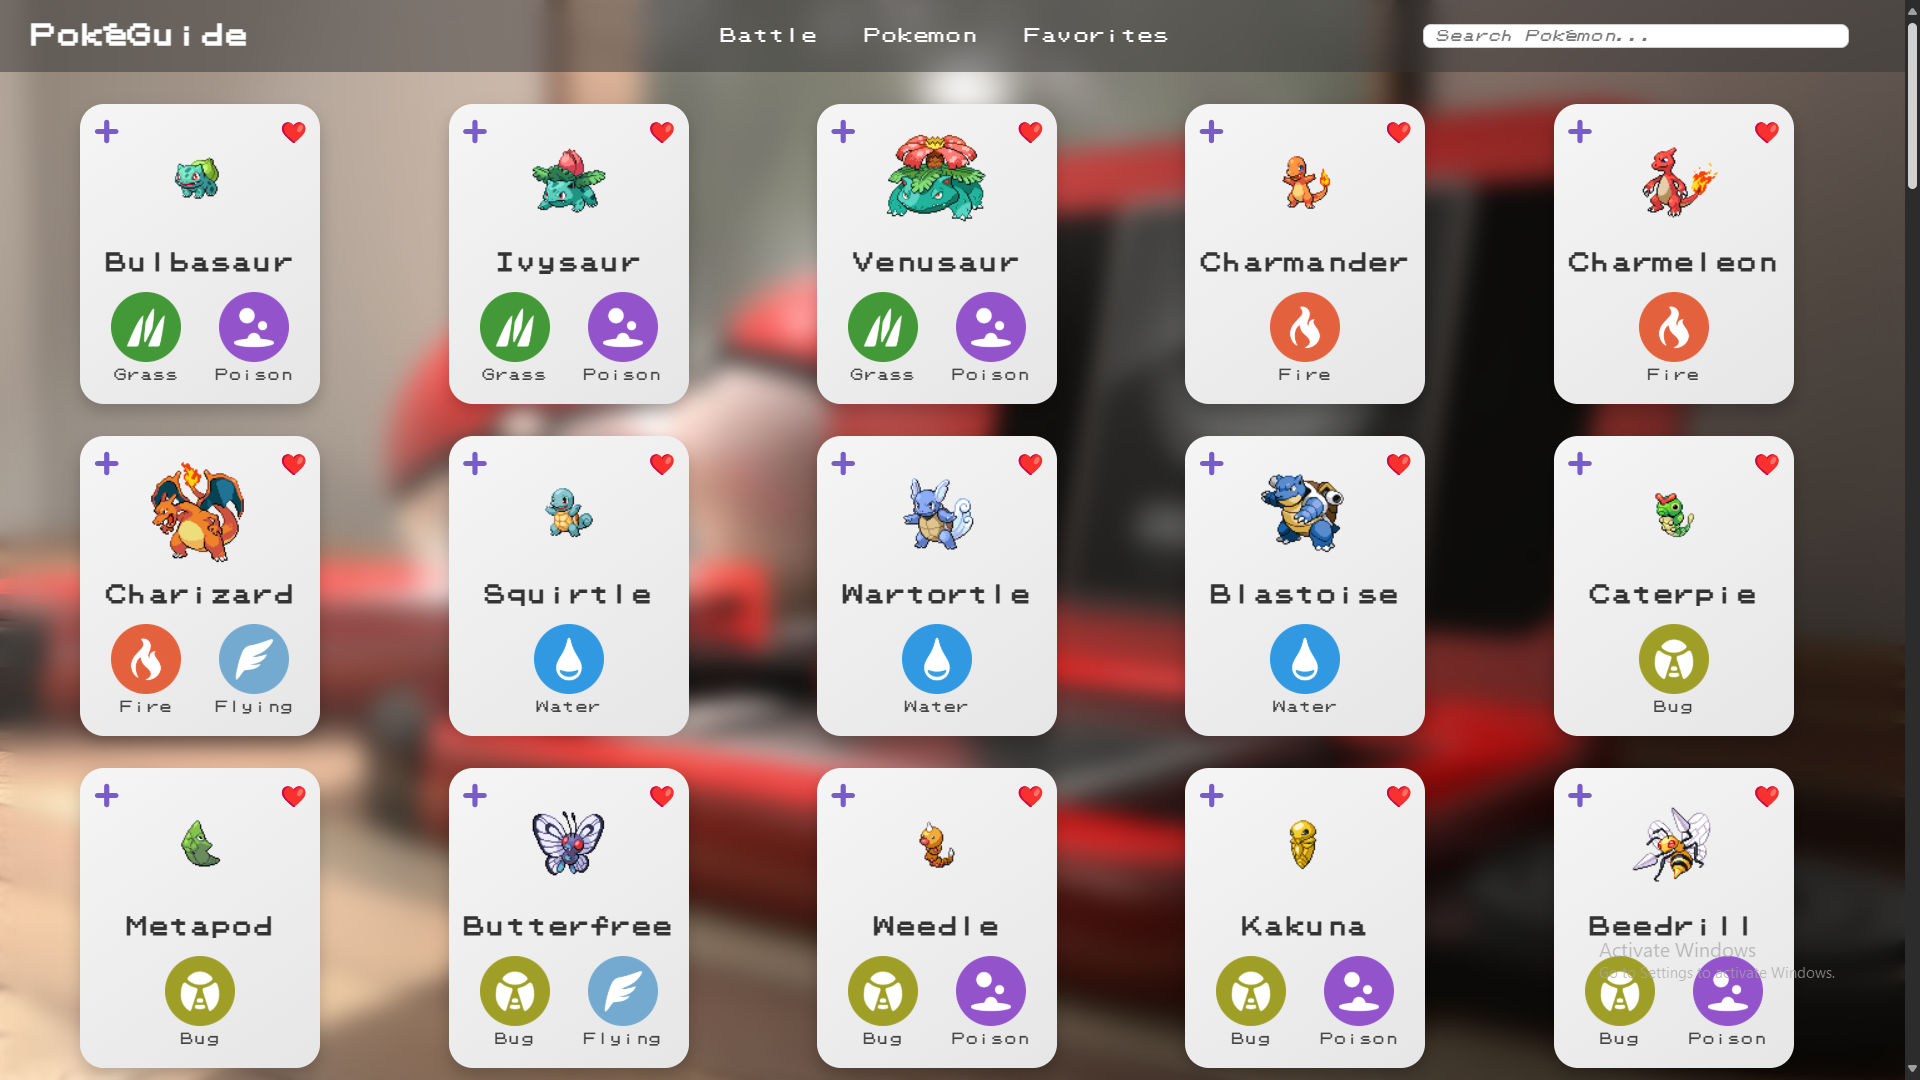 PokéGuide
Battle Pokemon Favorites
Search Pokémon...
Bulbasaur
Grass Poison
Ivysaur
Grass Poison
Venusaur
Grass Poison
Charmander
Fire
Charmeleon
Fire
Charizard
Fire Flying
Squirtle
Water
Wartortle
Water
Blastoise
Water
Caterpie
Bug
Metapod
Bug
Butterfree
Bug Flying
Weedle
Bug Poison
Kakuna
Bug Poison
Beedrill
Bug Poison
Activate Windows
Go to Settings to activate Windows.